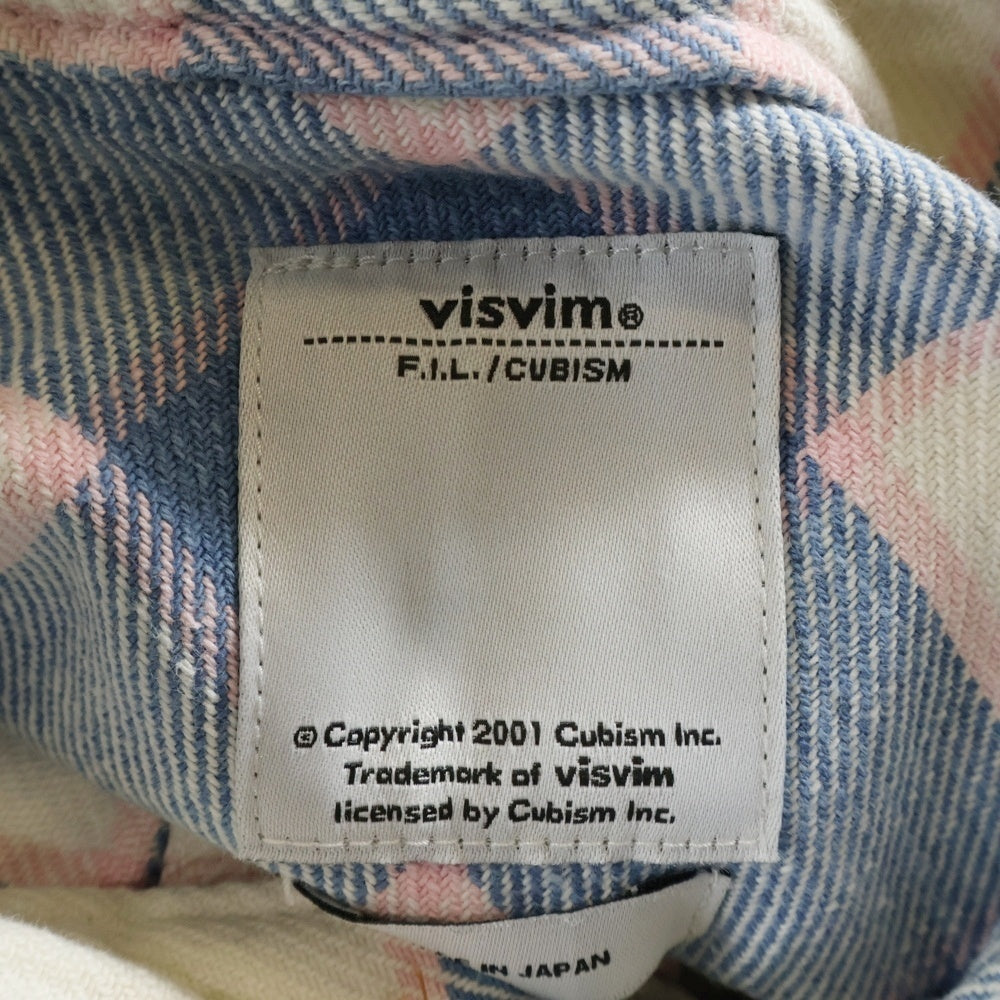 visvim®
F.I.L./CUBISM
© Copyright 2001 Cubism Inc.
Trademark of visvim
licensed by Cubism Inc.
IN JAPAN